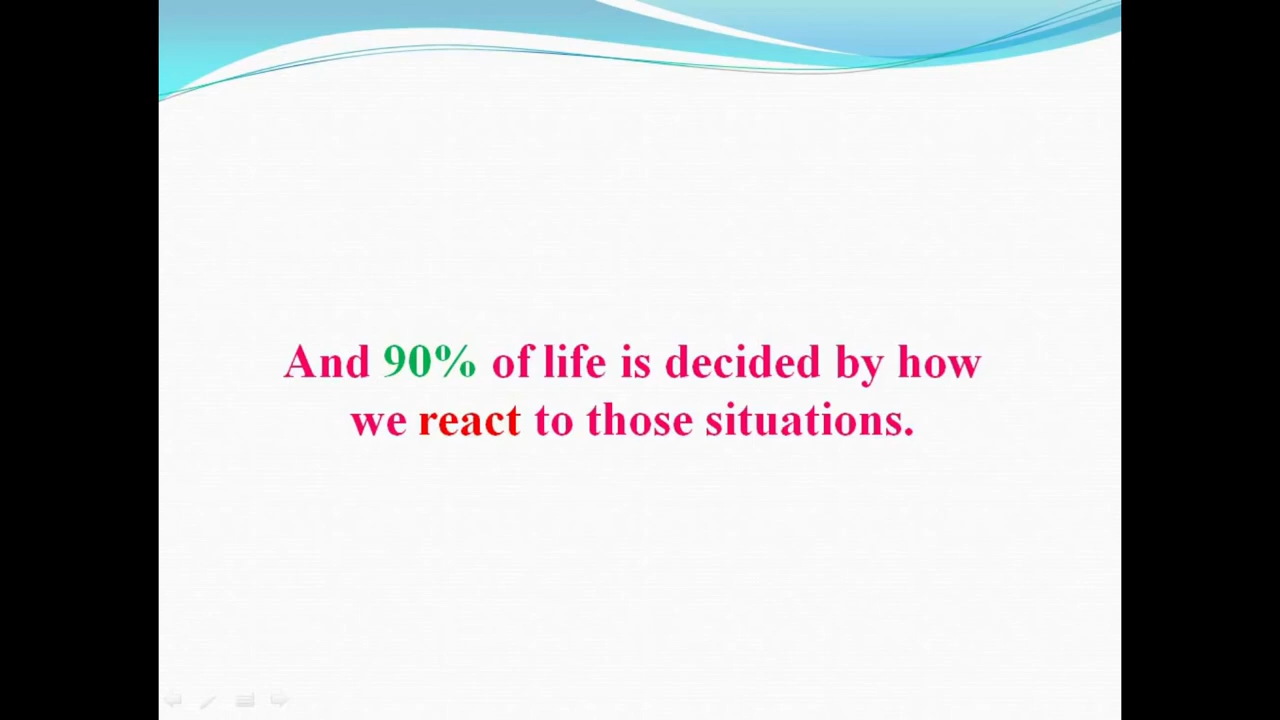 And 90% of life is decided by how
we react to those situations.